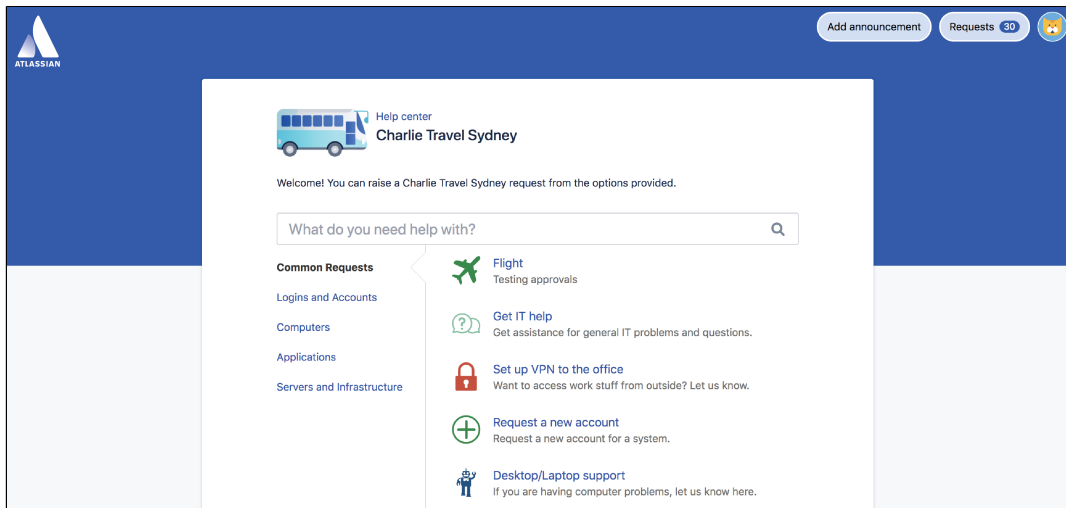 ATLASSIAN
Add announcement
Requests 30
Help center
Charlie Travel Sydney
Welcome! You can raise a Charlie Travel Sydney request from the options provided.
What do you need help with?
Common Requests
Logins and Accounts
Computers
Applications
Servers and Infrastructure
Flight
Testing approvals
Get IT help
Get assistance for general IT problems and questions.
Set up VPN to the office
Want to access work stuff from outside? Let us know.
Request a new account
Request a new account for a system.
Desktop/Laptop support
If you are having computer problems, let us know here.